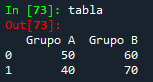 In [73]: tabla
Out[73]:
   Grupo A  Grupo B
0       50       60
1       40       70